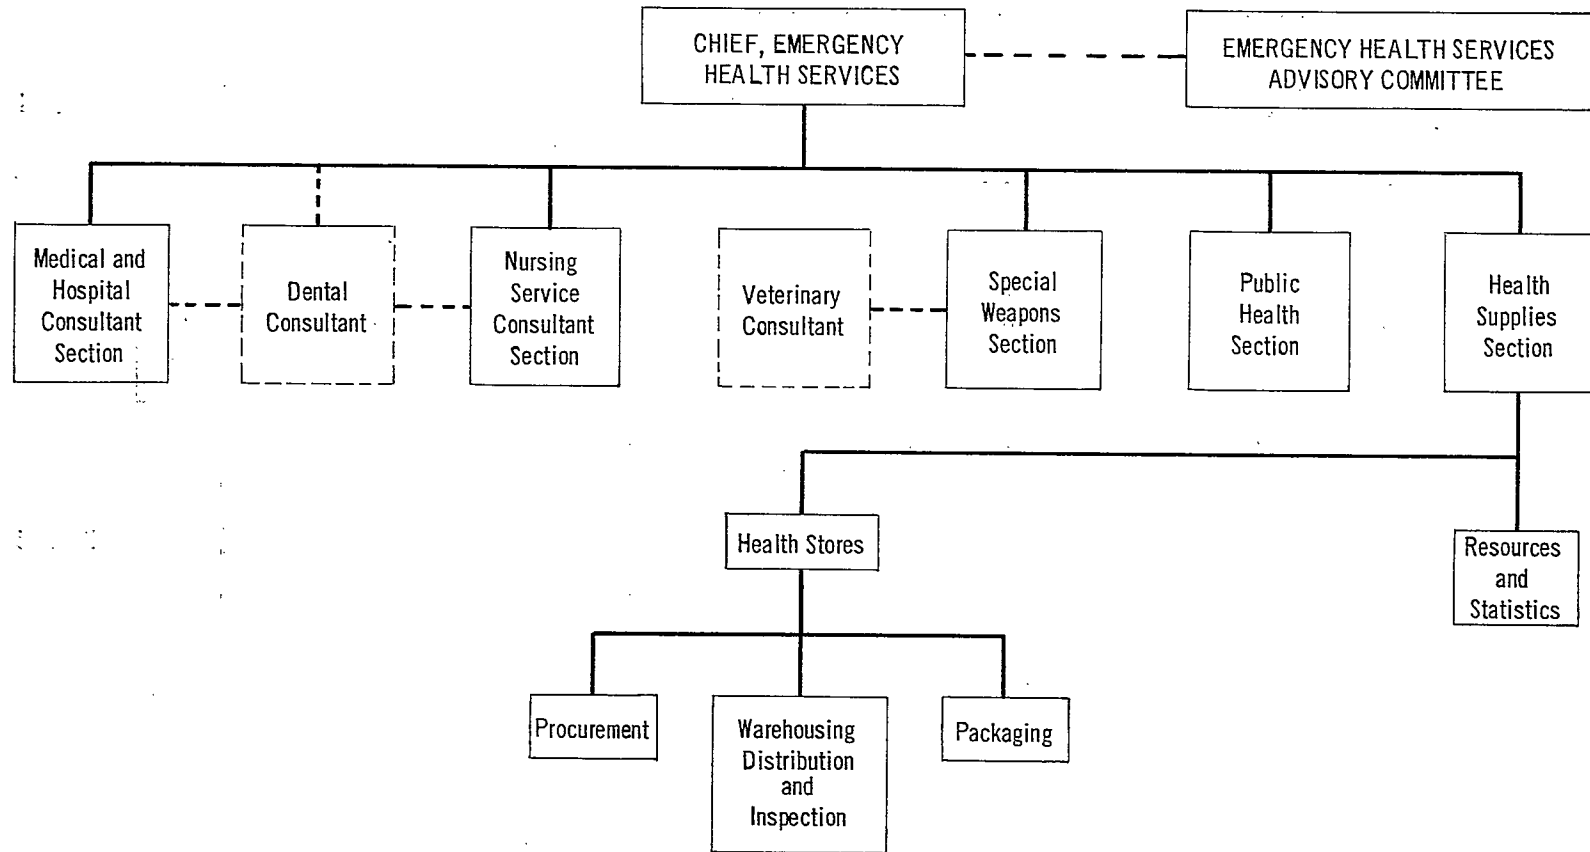 CHIEF, EMERGENCY
HEALTH SERVICES
EMERGENCY HEALTH SERVICES
ADVISORY COMMITTEE
Medical and
Hospital
Consultant
Section
Dental
Consultant
Nursing
Service
Consultant
Section
Veterinary
Consultant
Special
Weapons
Section
Public
Health
Section
Health
Supplies
Section
Health Stores
Resources
and
Statistics
Procurement
Warehousing
Distribution
and
Inspection
Packaging